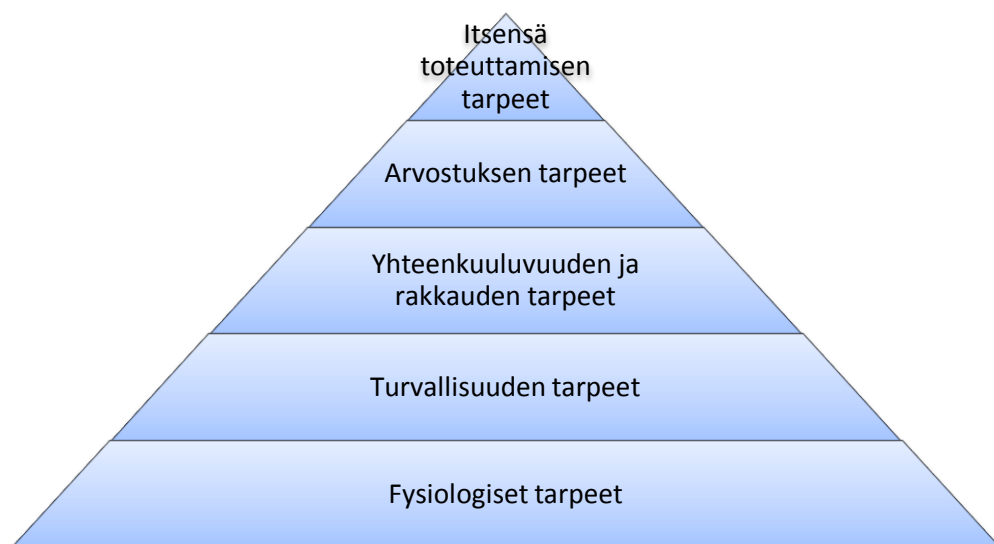 Itsensä
toteuttamisen
tarpeet
Arvostuksen tarpeet
Yhteenkuuluvuuden ja
rakkauden tarpeet
Turvallisuuden tarpeet
Fysiologiset tarpeet